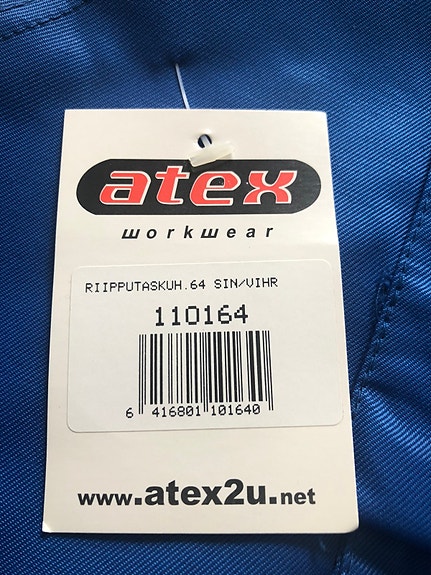 atex
workwear
RIIPPUTASKUH.64 SIN/VIHR
110164
6 416801 101640
www.atex2u.net